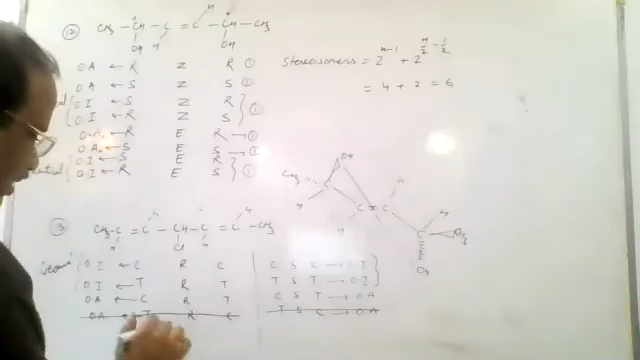 (12) CH3 - CH - C = C - CH - CH3
H
H
OH OH
OA ← R Z R ①
OA ← S Z S ①
OI ← S Z R ①
OI ← R Z S
OA ← R E R → ①
OA ← S E S → ①
OI ← S E R ①
OI ← R E S
Stereoisomers = 2^(n-1) + 2^(n/2 - 1/2)
= 4 + 2 = 6
OH
CH3 H H
H C = C H
H C
OH
CH3 - C = C - CH - C = C - CH3
H H Cl H H
OI ← C R C
OI ← T R T
OA ← C R T
OA ← T R C
C S C → OI
T S T → OI
C S T → OA
T S C → OA